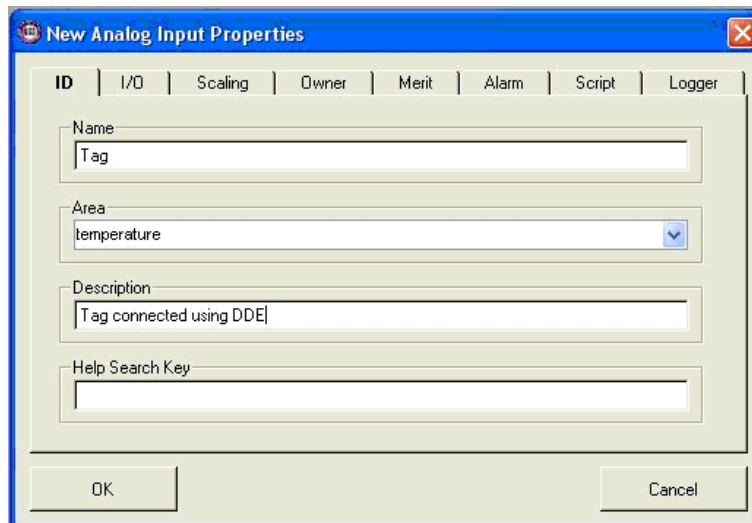 New Analog Input Properties
ID I/O Scaling Owner Merit Alarm Script Logger
Name
Tag
Area
temperature
Description
Tag connected using DDE
Help Search Key
OK Cancel